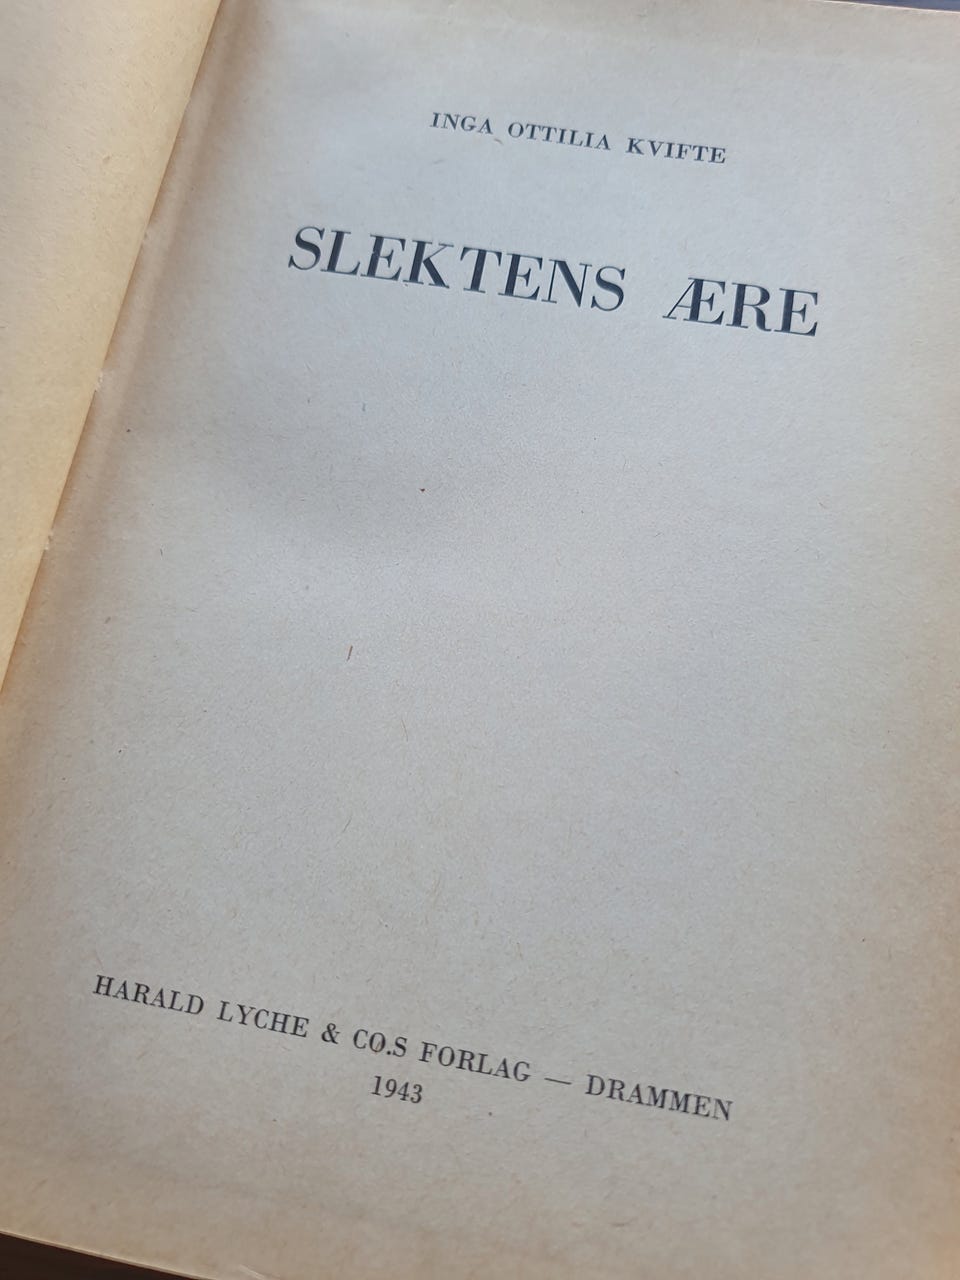 INGA OTTILIA KVIFTE
SLEKTENS ÆRE
HARALD LYCHE & CO.S FORLAG — DRAMMEN
1943